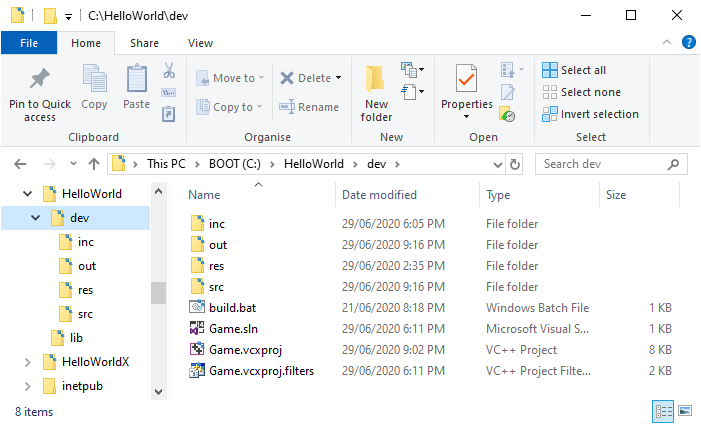 C:\HelloWorld\dev
File Home Share View
Pin to Quick access
Copy
Paste
Clipboard
Move to
Copy to
Delete
Rename
Organise
New folder
New
Properties
Open
Select all
Select none
Invert selection
Select
This PC > BOOT (C:) > HelloWorld > dev >
Search dev
HelloWorld
dev
inc
out
res
src
lib
HelloWorldX
inetpub
Name Date modified Type Size
inc 29/06/2020 6:05 PM File folder
out 29/06/2020 9:16 PM File folder
res 29/06/2020 2:35 PM File folder
src 29/06/2020 9:16 PM File folder
build.bat 21/06/2020 8:18 PM Windows Batch File 1 KB
Game.sln 29/06/2020 6:11 PM Microsoft Visual S... 1 KB
Game.vcxproj 29/06/2020 9:02 PM VC++ Project 8 KB
Game.vcxproj.filters 29/06/2020 6:11 PM VC++ Project Filte... 2 KB
8 items